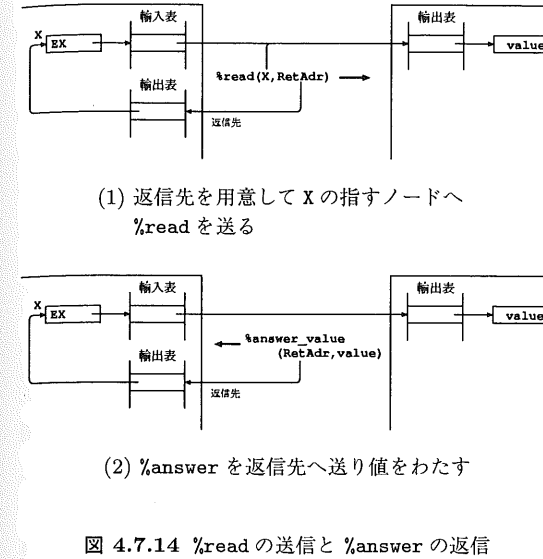 輸入表
輸出表
X
EX
value
%read(X,RetAdr)
輸出表
返信先
(1) 返信先を用意して X の指すノードへ
%read を送る
輸入表
輸出表
X
EX
value
%answer_value
(RetAdr,value)
輸出表
返信先
(2) %answer を返信先へ送り値をわたす
図 4.7.14 %read の送信と %answer の返信